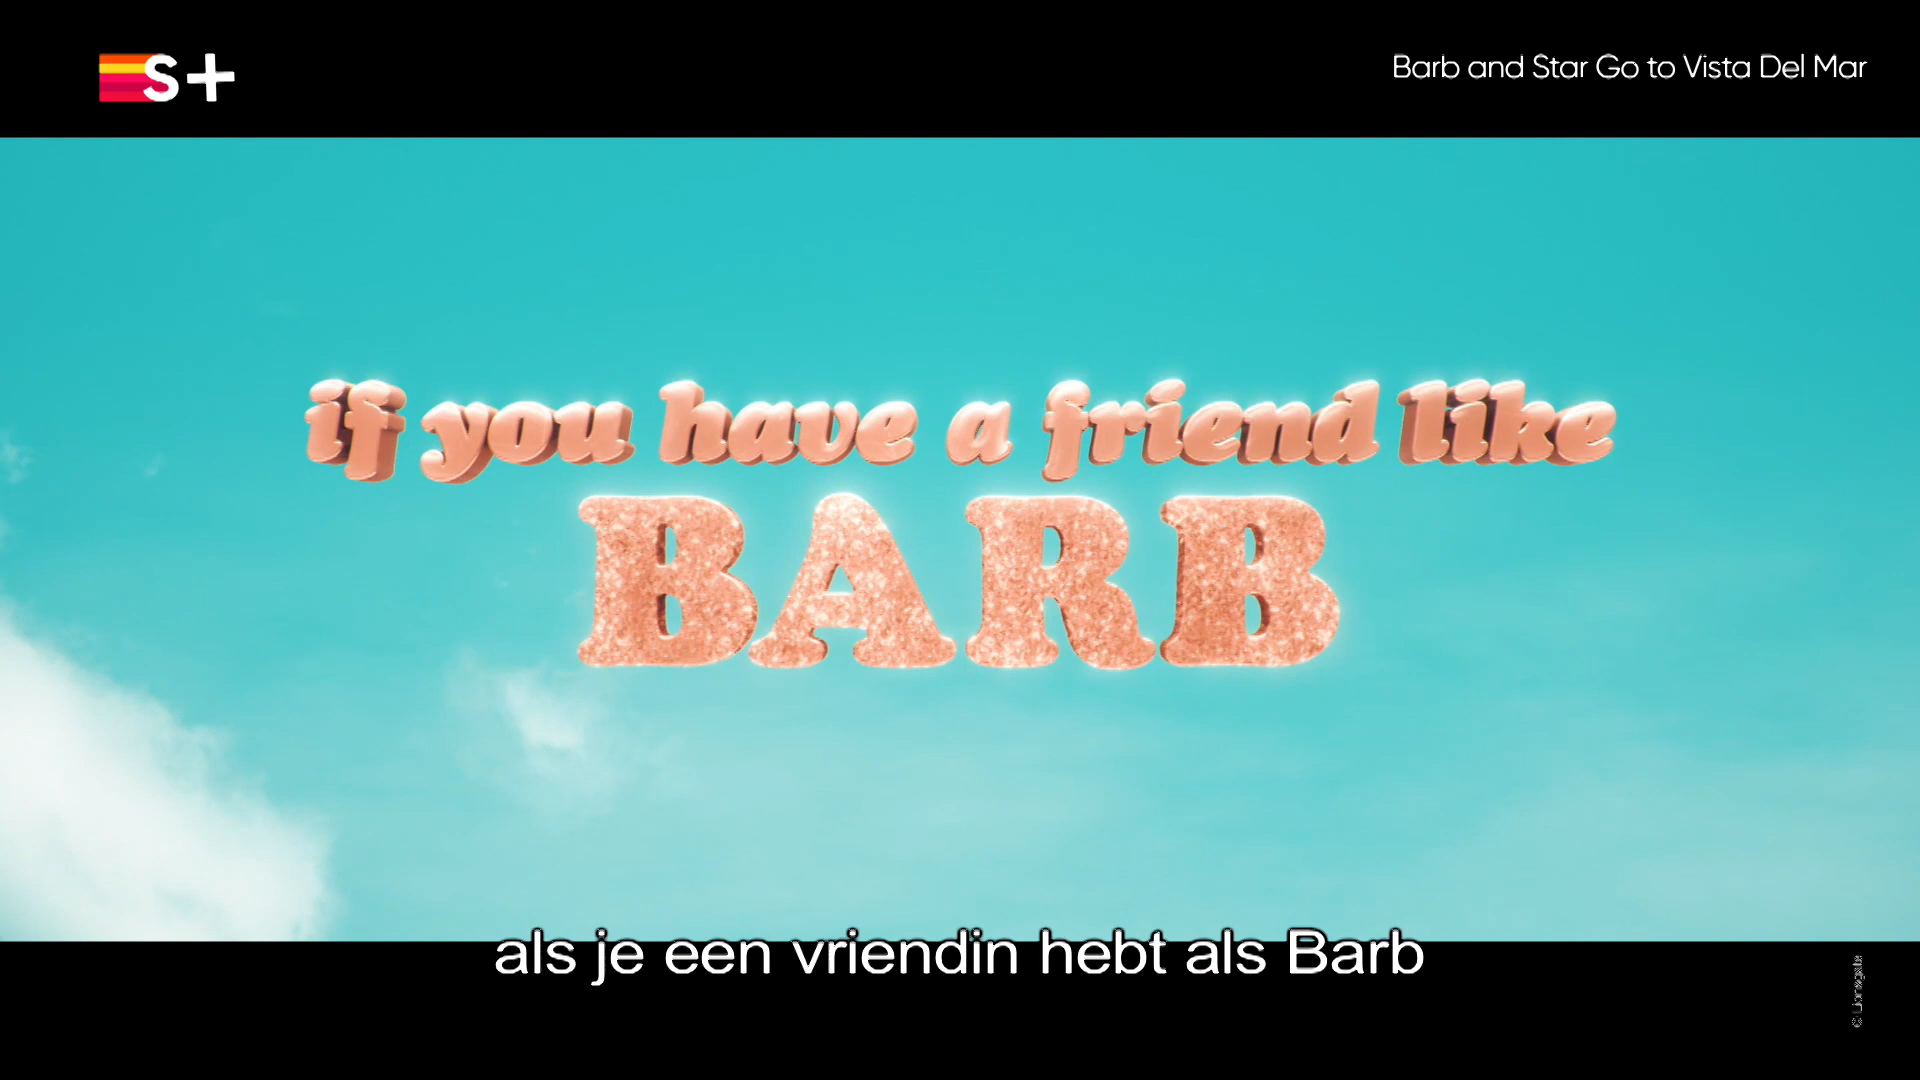 S+
Barb and Star Go to Vista Del Mar
if you have a friend like
BARB
als je een vriendin hebt als Barb
© Lionsgate